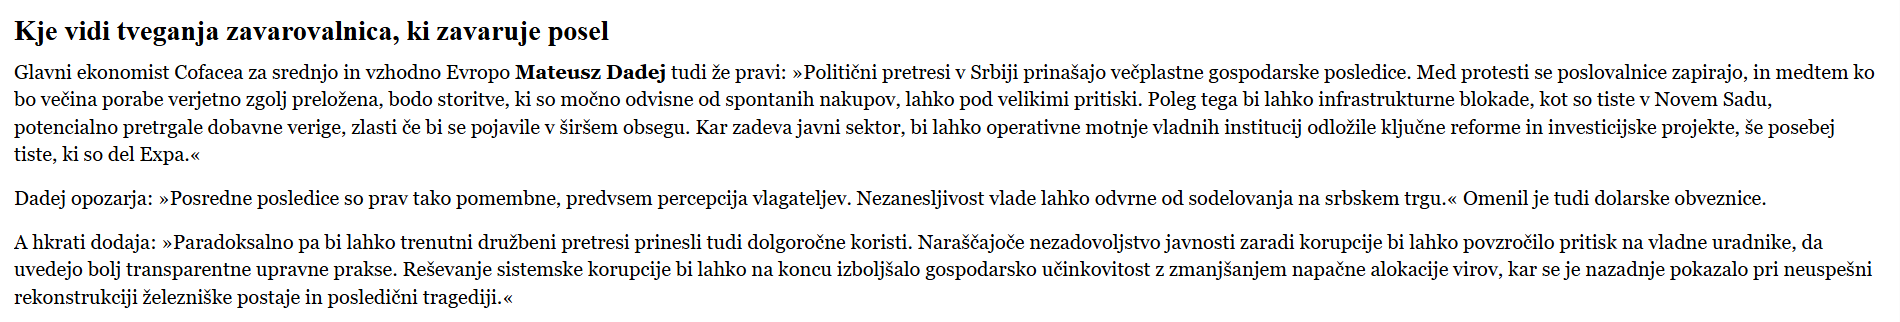 Kje vidi tveganja zavarovalnica, ki zavaruje posel
Glavni ekonomist Cofacea za srednjo in vzhodno Evropo Mateusz Dadej tudi že pravi: »Politični pretresi v Srbiji prinašajo večplastne gospodarske posledice. Med protesti se poslovalnice zapirajo, in medtem ko
bo večina porabe verjetno zgolj preložena, bodo storitve, ki so močno odvisne od spontanih nakupov, lahko pod velikimi pritiski. Poleg tega bi lahko infrastrukturne blokade, kot so tiste v Novem Sadu,
potencialno pretrgale dobavne verige, zlasti če bi se pojavile v širšem obsegu. Kar zadeva javni sektor, bi lahko operativne motnje vladnih institucij odložile ključne reforme in investicijske projekte, še posebej
tiste, ki so del Expa.«
Dadej opozarja: »Posredne posledice so prav tako pomembne, predvsem percepcija vlagateljev. Nezanesljivost vlade lahko odvrne od sodelovanja na srbskem trgu.« Omenil je tudi dolarske obveznice.
A hkrati dodaja: »Paradoksalno pa bi lahko trenutni družbeni pretresi prinesli tudi dolgoročne koristi. Naraščajoče nezadovoljstvo javnosti zaradi korupcije bi lahko povzročilo pritisk na vladne uradnike, da
uvedejo bolj transparentne upravne prakse. Reševanje sistemske korupcije bi lahko na koncu izboljšalo gospodarsko učinkovitost z zmanjšanjem napačne alokacije virov, kar se je nazadnje pokazalo pri neuspešni
rekonstrukciji železniške postaje in posledični tragediji.«